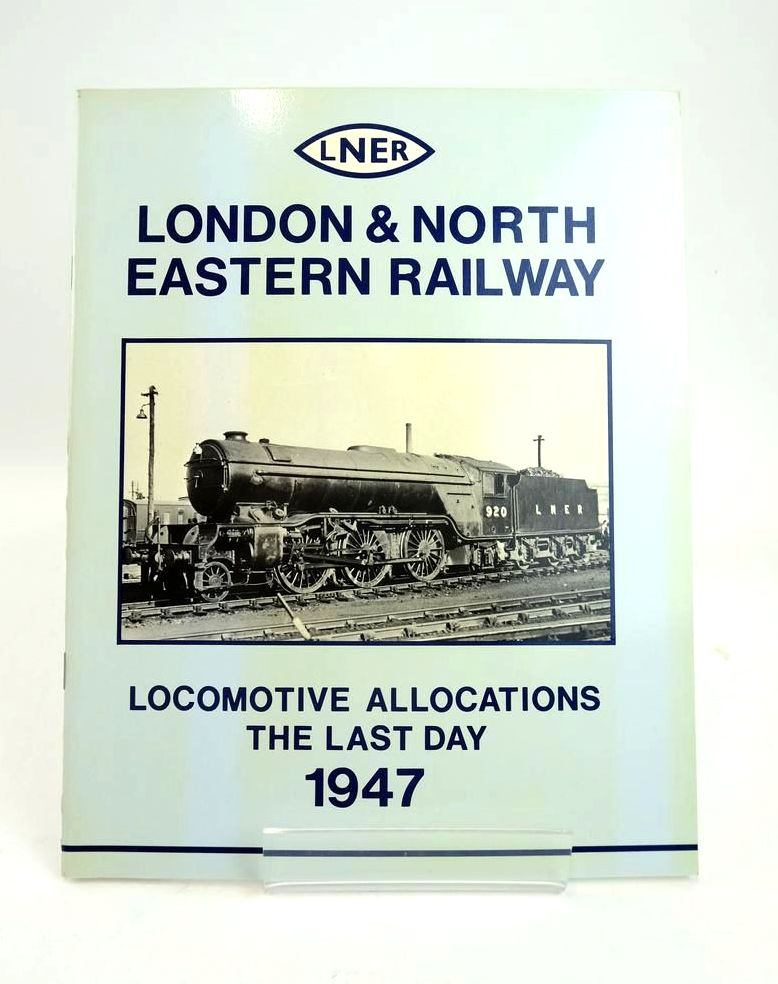 LNER
LONDON & NORTH
EASTERN RAILWAY
920
L N E R
LOCOMOTIVE ALLOCATIONS
THE LAST DAY
1947